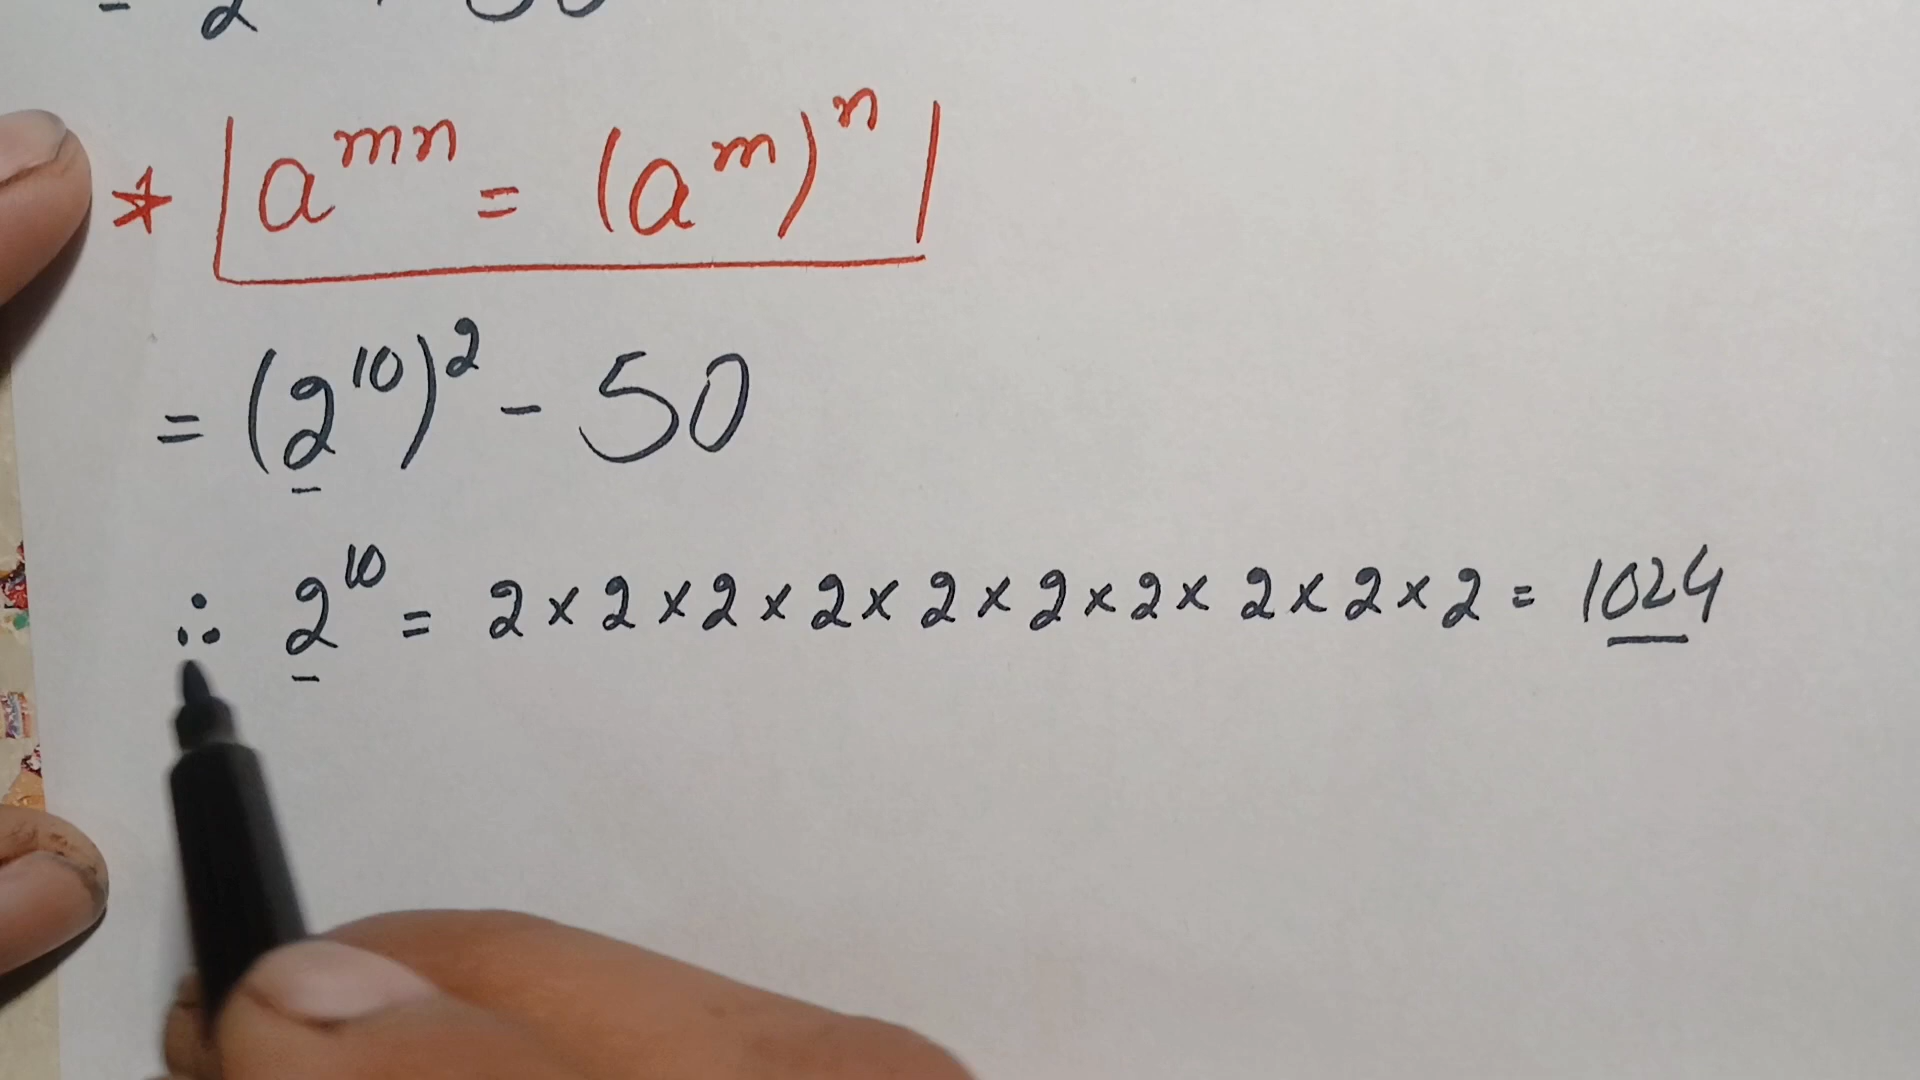 * a^mn = (a^m)^n
= (2^10)^2 - 50
∴ 2^10 = 2 × 2 × 2 × 2 × 2 × 2 × 2 × 2 × 2 × 2 = 1024